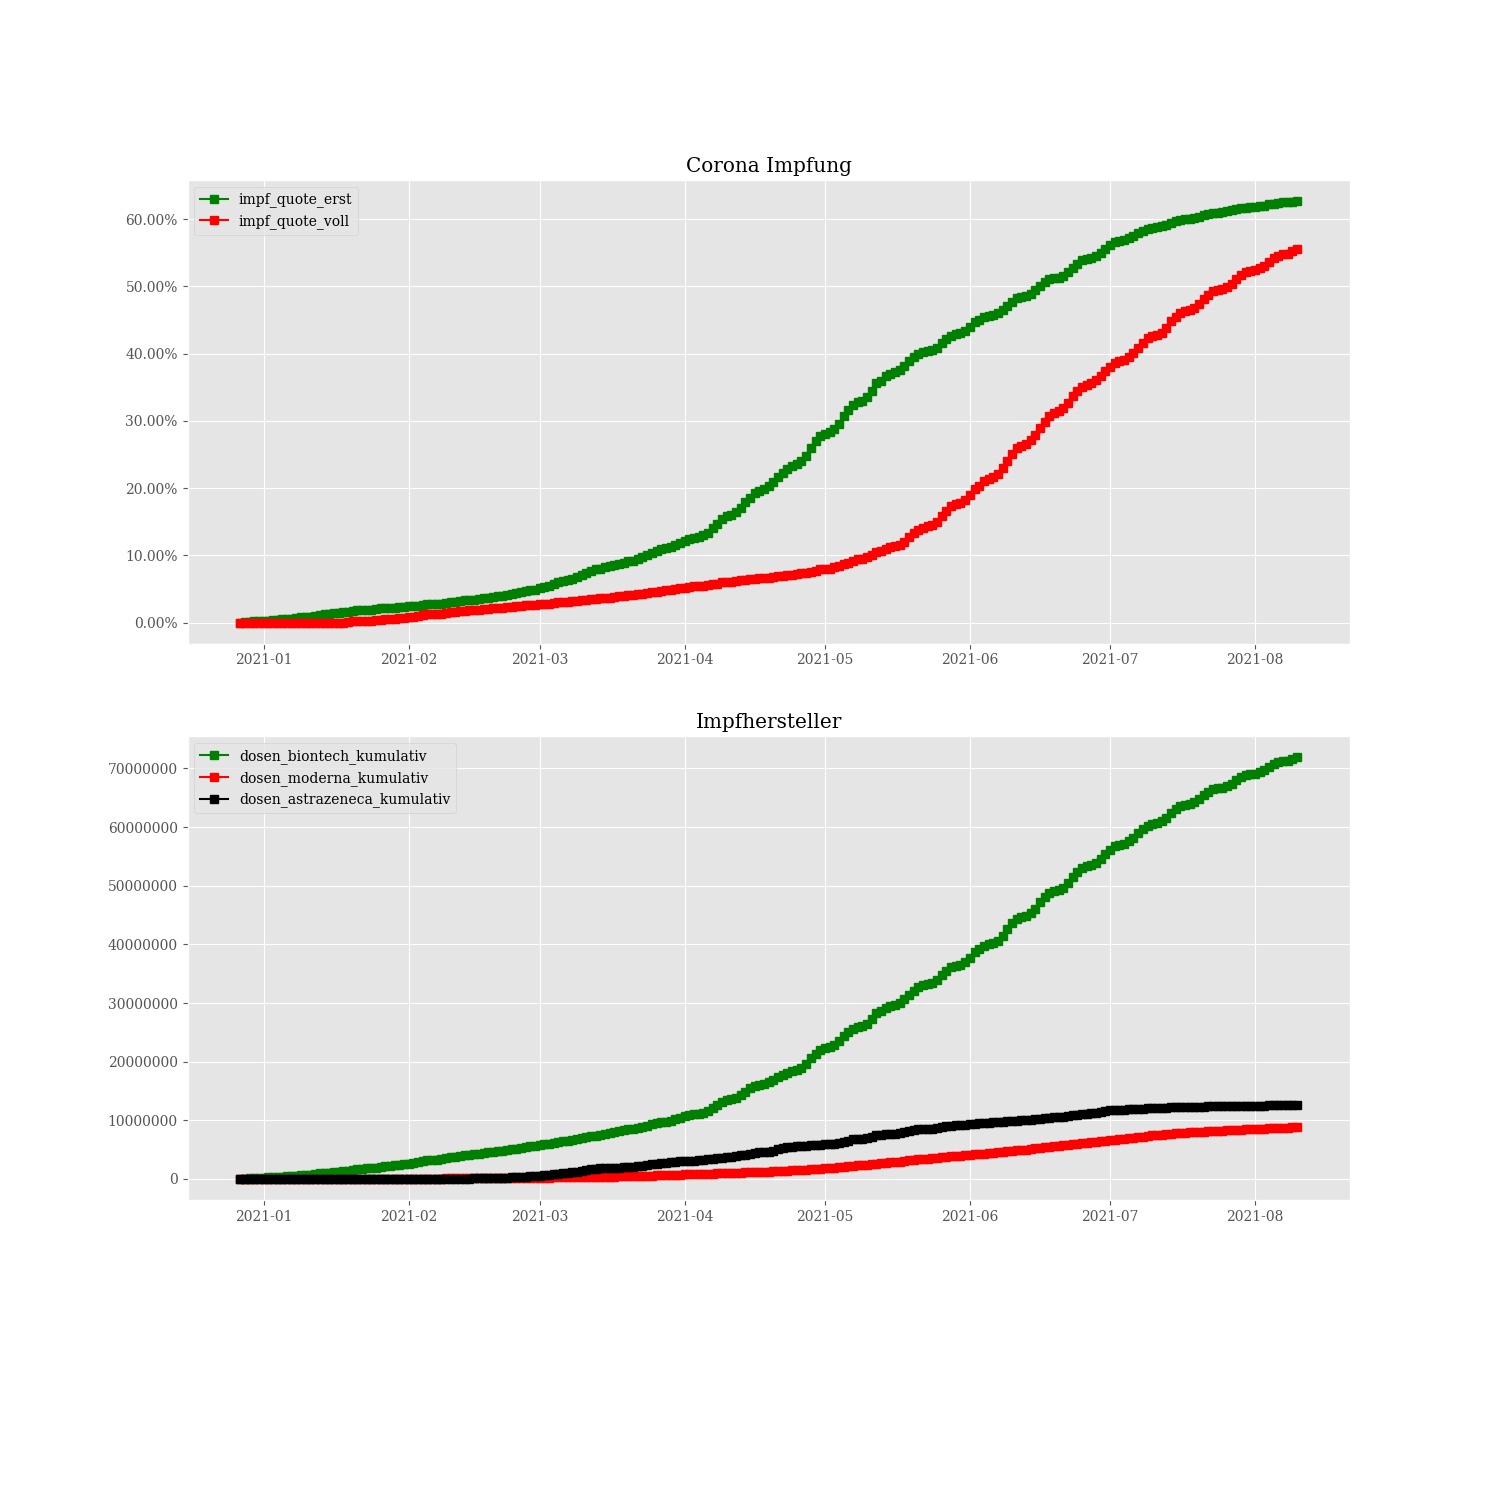 Corona Impfung
impf_quote_erst
impf_quote_voll
60.00%
50.00%
40.00%
30.00%
20.00%
10.00%
0.00%
2021-01 2021-02 2021-03 2021-04 2021-05 2021-06 2021-07 2021-08
Impfhersteller
dosen_biontech_kumulativ
dosen_moderna_kumulativ
dosen_astrazeneca_kumulativ
70000000
60000000
50000000
40000000
30000000
20000000
10000000
0
2021-01 2021-02 2021-03 2021-04 2021-05 2021-06 2021-07 2021-08